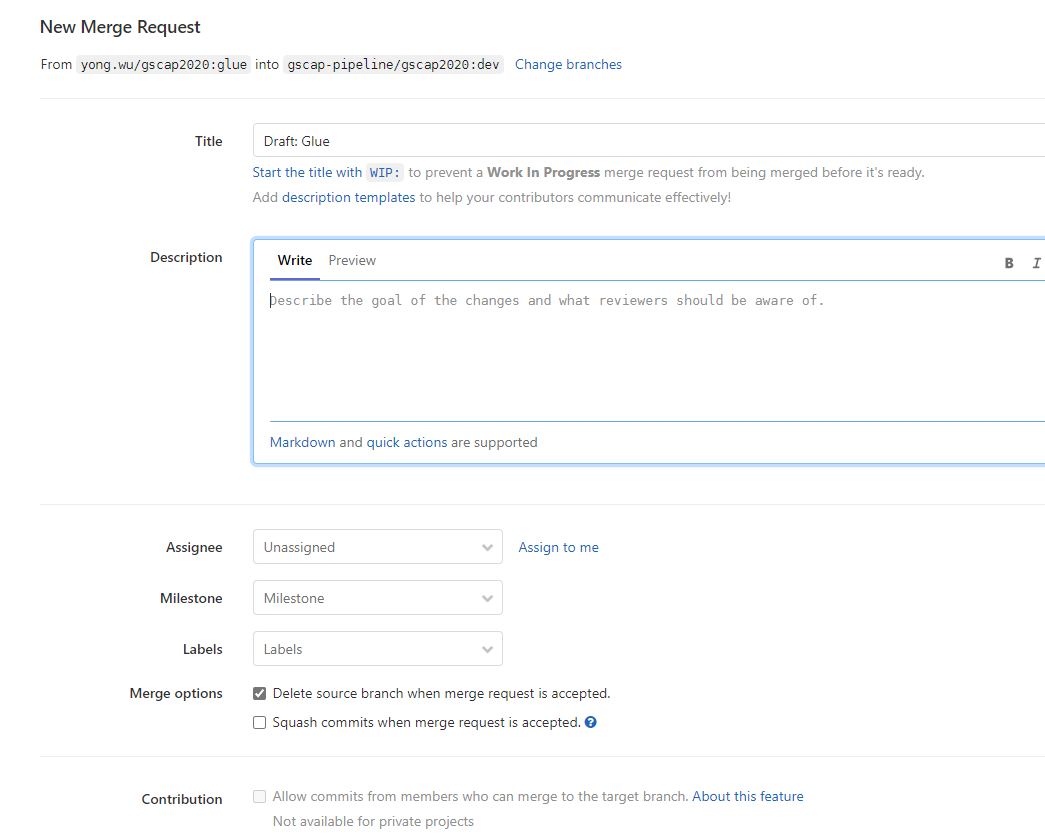 New Merge Request
From yong.wu/gscap2020:glue into gscap-pipeline/gscap2020:dev Change branches
Title Draft: Glue
Start the title with WIP: to prevent a Work In Progress merge request from being merged before it's ready.
Add description templates to help your contributors communicate effectively!
Description Write Preview B I
Describe the goal of the changes and what reviewers should be aware of.
Markdown and quick actions are supported
Assignee Unassigned Assign to me
Milestone Milestone
Labels Labels
Merge options Delete source branch when merge request is accepted.
Squash commits when merge request is accepted. ?
Contribution Allow commits from members who can merge to the target branch. About this feature
Not available for private projects